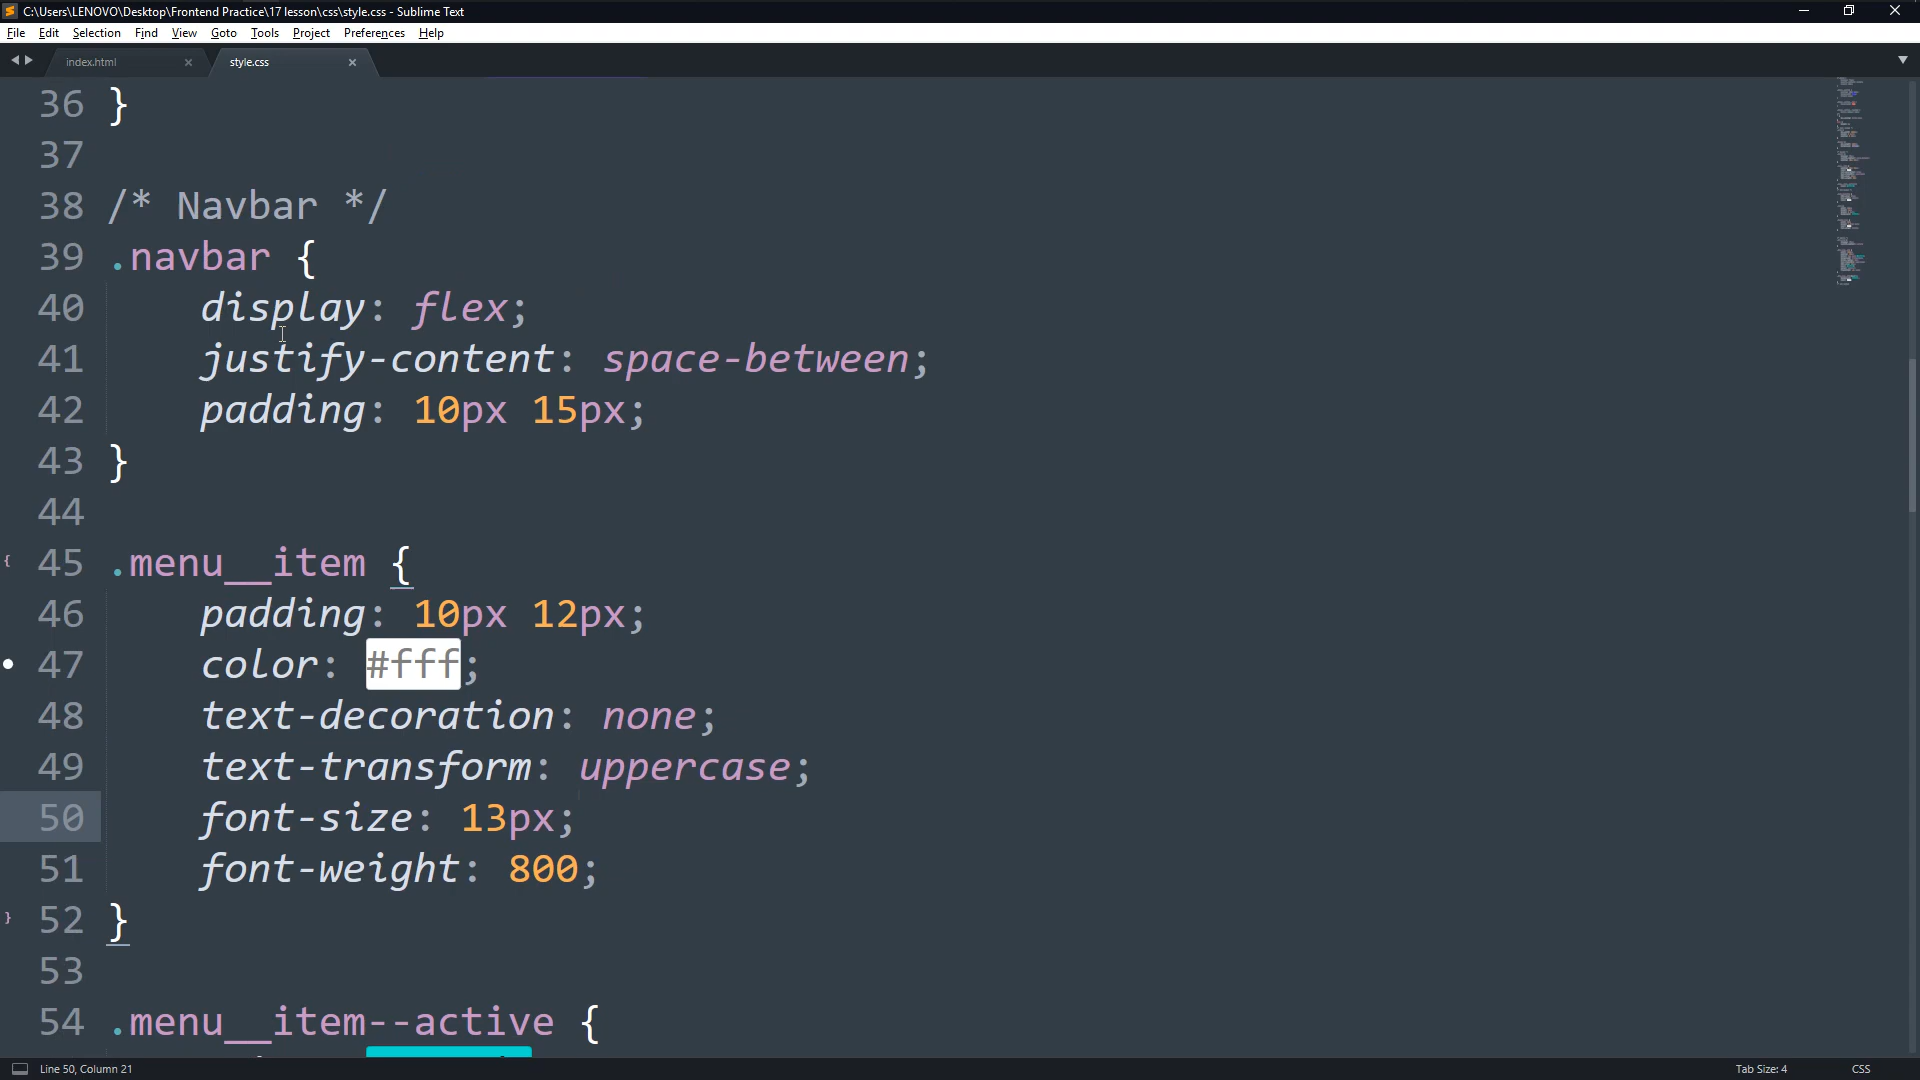 C:\Users\LENOVO\Desktop\Frontend Practice\17 lesson\css\style.css - Sublime Text
File Edit Selection Find View Goto Tools Project Preferences Help
index.html style.css
36 }
37
38 /* Navbar */
39 .navbar {
40 display: flex;
41 justify-content: space-between;
42 padding: 10px 15px;
43 }
44
45 .menu__item {
46 padding: 10px 12px;
47 color: #fff;
48 text-decoration: none;
49 text-transform: uppercase;
50 font-size: 13px;
51 font-weight: 800;
52 }
53
54 .menu__item--active {
Line 50, Column 21 Tab Size: 4 CSS